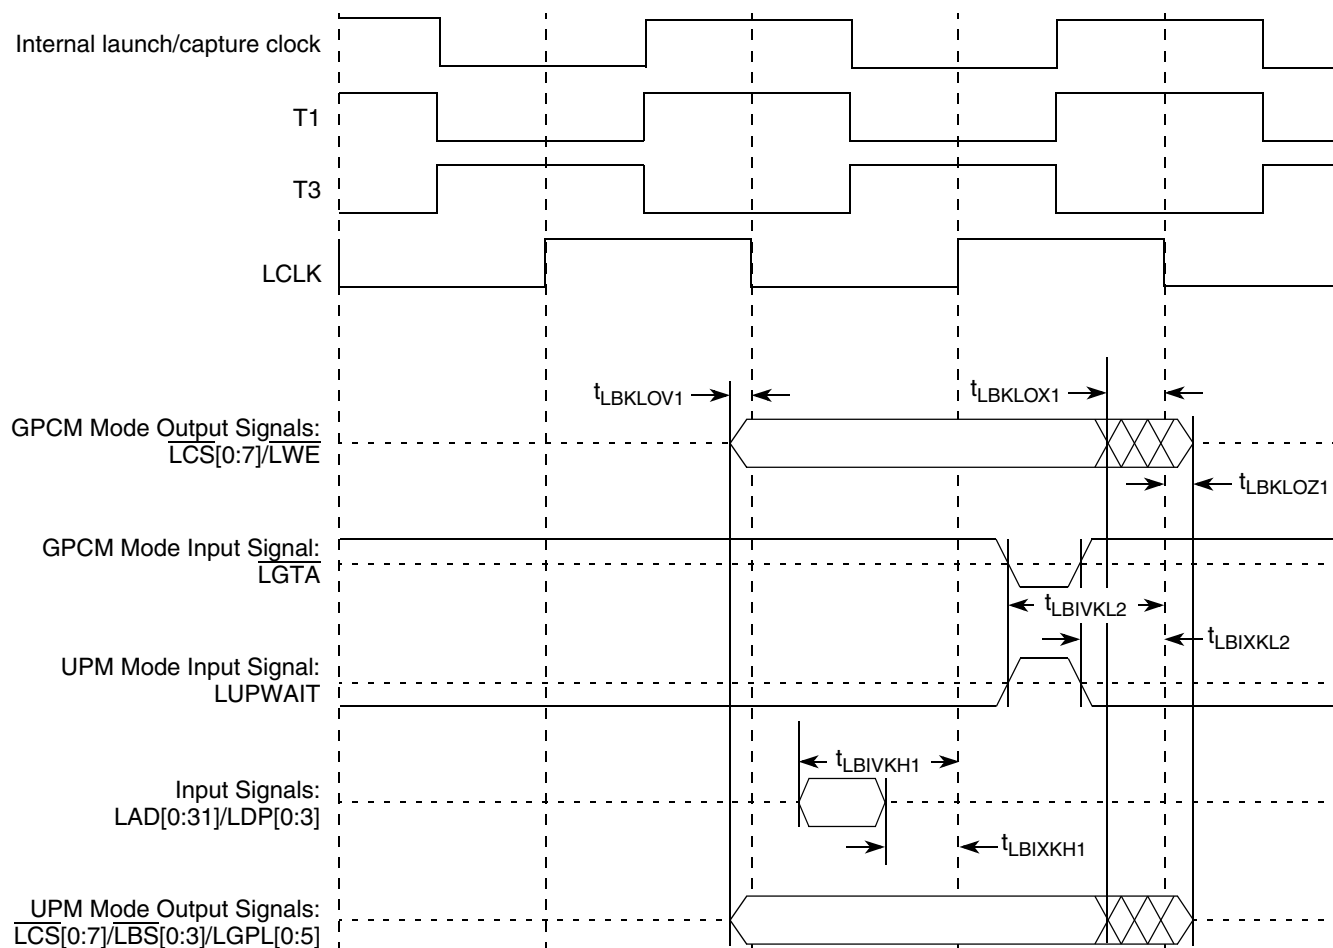 Internal launch/capture clock
T1
T3
LCLK
tLBKLOV1
tLBKLOX1
GPCM Mode Output Signals:
LCS[0:7]/LWE
tLBKLOZ1
GPCM Mode Input Signal:
LGTA
tLBIVKL2
tLBIXKL2
UPM Mode Input Signal:
LUPWAIT
tLBIVKH1
Input Signals:
LAD[0:31]/LDP[0:3]
tLBIXKH1
UPM Mode Output Signals:
LCS[0:7]/LBS[0:3]/LGPL[0:5]